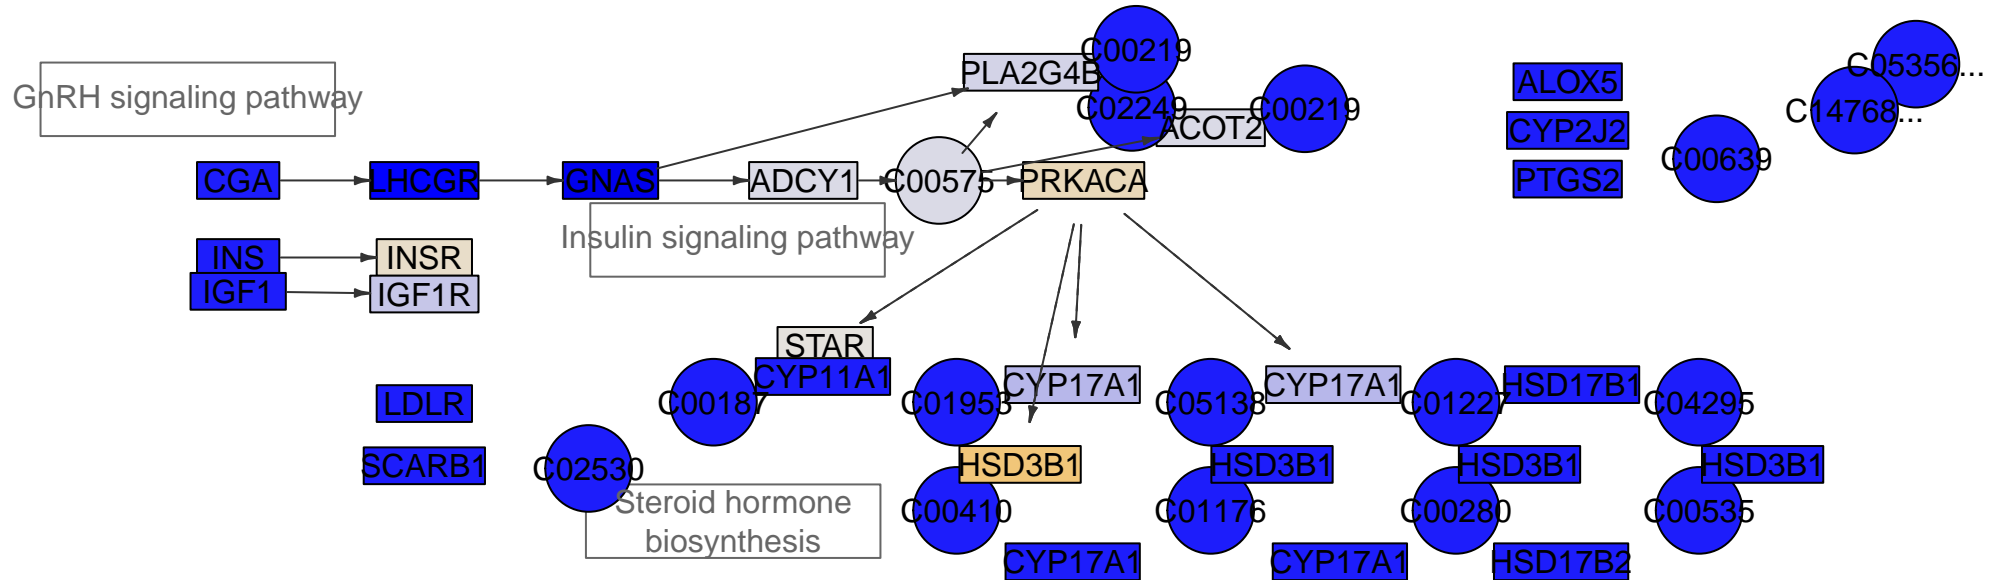 C00219
C05356...
PLA2G4B
ALOX5
GnRH signaling pathway
C02249
C00219
C14768...
ACOT2
CYP2J2
C00639
CGA
LHCGR
GNAS
ADCY1
C00575
PRKACA
PTGS2
Insulin signaling pathway
INS
INSR
IGF1
IGF1R
STAR
CYP11A1
CYP17A1
CYP17A1
HSD17B1
LDLR
C00187
C01953
C05138
C01227
C04295
SCARB1
C02530
HSD3B1
HSD3B1
HSD3B1
HSD3B1
Steroid hormone
biosynthesis
C00410
C01176
C00280
C00535
CYP17A1
CYP17A1
HSD17B2